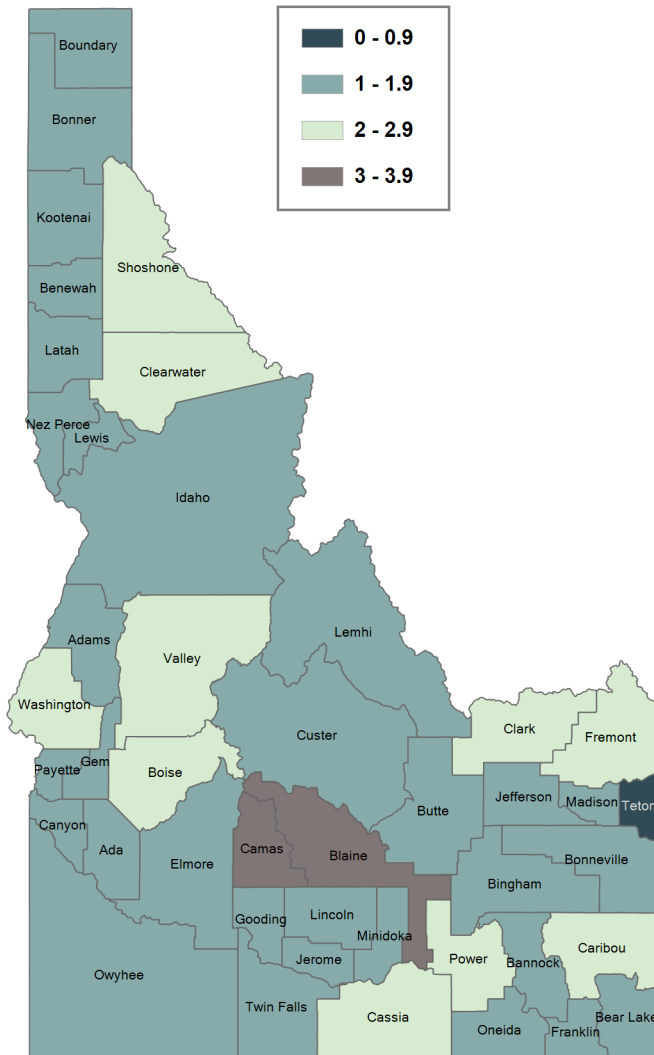 0 - 0.9
1 - 1.9
2 - 2.9
3 - 3.9
Boundary
Bonner
Kootenai
Shoshone
Benewah
Latah
Clearwater
Nez Perce
Lewis
Idaho
Adams
Lemhi
Valley
Washington
Clark
Fremont
Custer
Gem
Payette
Boise
Jefferson
Madison
Teton
Butte
Canyon
Ada
Elmore
Camas
Blaine
Bonneville
Bingham
Gooding
Lincoln
Minidoka
Jerome
Power
Bannock
Caribou
Owyhee
Twin Falls
Cassia
Oneida
Franklin
Bear Lake